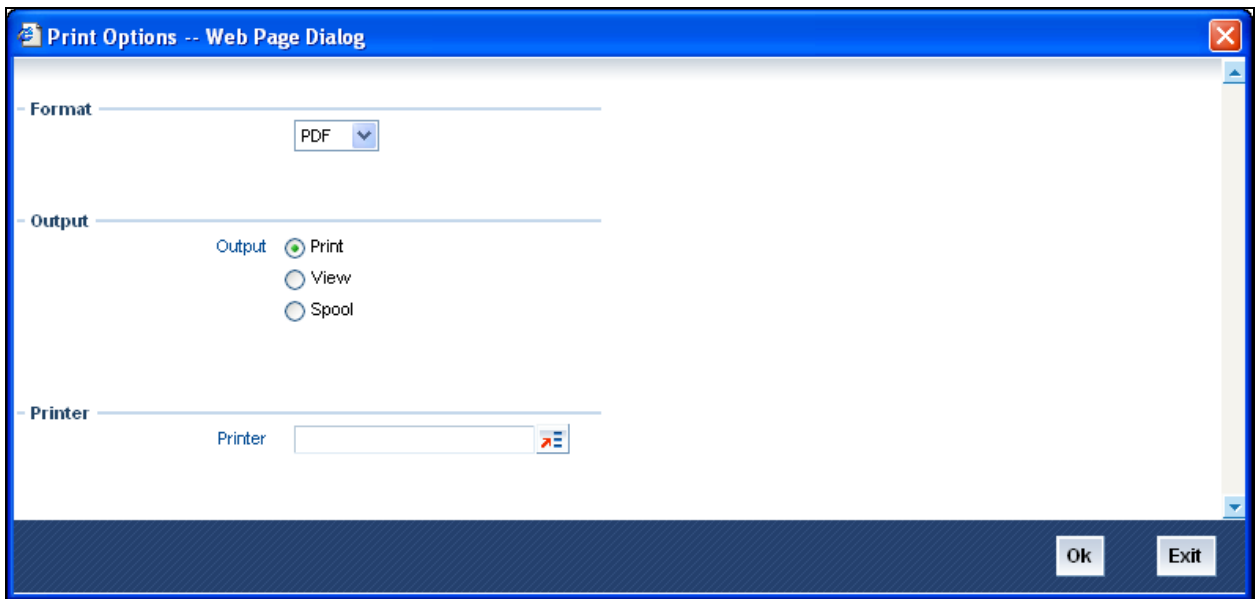 Print Options -- Web Page Dialog
Format
PDF
Output
Output Print
View
Spool
Printer
Printer
Ok Exit